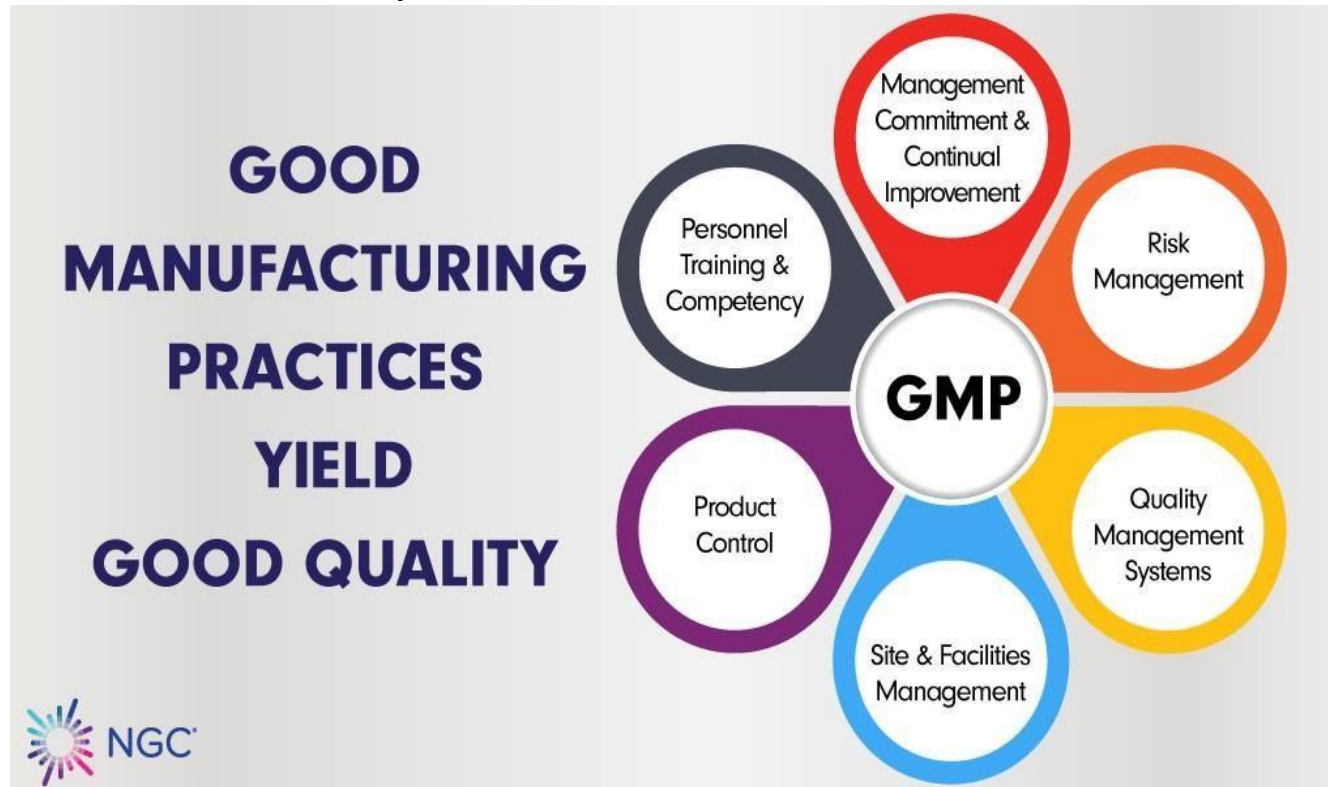 GOOD
MANUFACTURING
PRACTICES
YIELD
GOOD QUALITY
Management
Commitment &
Continual
Improvement
Risk
Management
Quality
Management
Systems
Site & Facilities
Management
Product
Control
Personnel
Training &
Competency
GMP
NGC